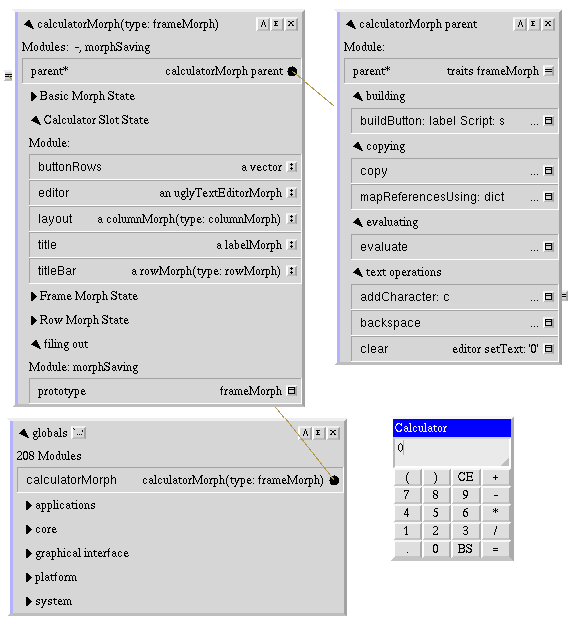 calculatorMorph(type: frameMorph) A E X
Modules: -, morphSaving
parent* calculatorMorph parent
Basic Morph State
Calculator Slot State
Module:
buttonRows a vector :
editor an uglyTextEditorMorph :
layout a columnMorph(type: columnMorph) :
title a labelMorph :
titleBar a rowMorph(type: rowMorph) :
Frame Morph State
Row Morph State
filing out
Module: morphSaving
prototype frameMorph
calculatorMorph parent A E X
Module:
parent* traits frameMorph =
building
buildButton: label Script: s ...
copying
copy ...
mapReferencesUsing: dict ...
evaluating
evaluate ...
text operations
addCharacter: c ...
backspace ...
clear editor setText: '0'
globals '...' A E X
208 Modules
calculatorMorph calculatorMorph(type: frameMorph)
applications
core
graphical interface
platform
system
Calculator
0
( ) CE +
7 8 9 -
4 5 6 *
1 2 3 /
. 0 BS =